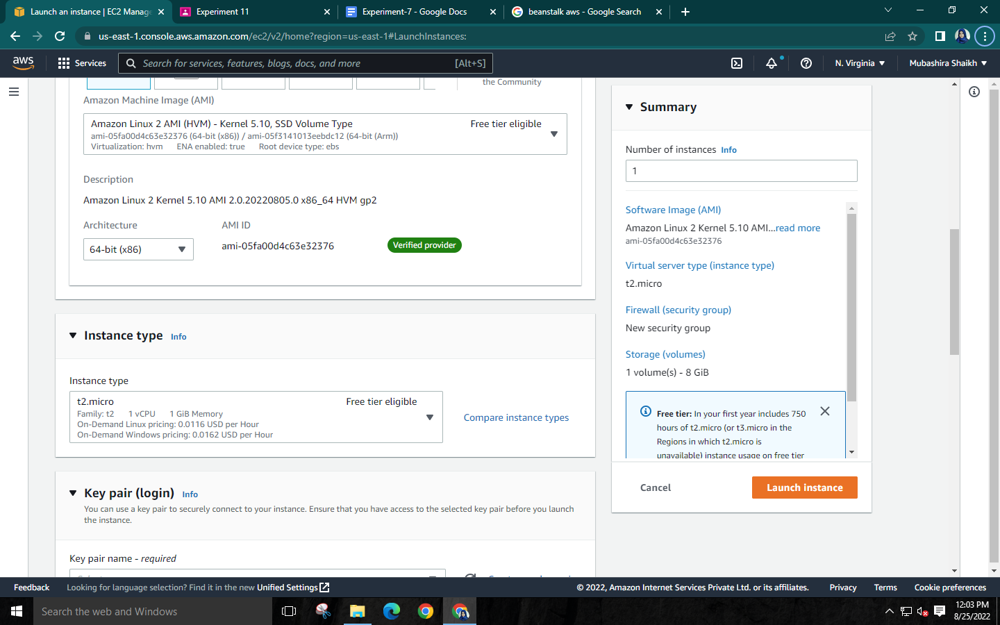 Launch an instance | EC2 Manage
Experiment 11
Experiment-7 - Google Docs
beanstalk aws - Google Search
us-east-1.console.aws.amazon.com/ec2/v2/home?region=us-east-1#LaunchInstances:
aws
Services
Search for services, features, blogs, docs, and more
[Alt+S]
N. Virginia
Mubashira Shaikh
the Community
Amazon Machine Image (AMI)
Amazon Linux 2 AMI (HVM) - Kernel 5.10, SSD Volume Type
Free tier eligible
ami-05fa00d4c63e32376 (64-bit (x86)) / ami-05f3141013eebdc12 (64-bit (Arm))
Virtualization: hvm ENA enabled: true Root device type: ebs
Description
Amazon Linux 2 Kernel 5.10 AMI 2.0.20220805.0 x86_64 HVM gp2
Architecture
AMI ID
64-bit (x86)
ami-05fa00d4c63e32376
Verified provider
Instance type Info
Instance type
t2.micro
Free tier eligible
Family: t2 1 vCPU 1 GiB Memory
On-Demand Linux pricing: 0.0116 USD per Hour
On-Demand Windows pricing: 0.0162 USD per Hour
Compare instance types
Key pair (login) Info
You can use a key pair to securely connect to your instance. Ensure that you have access to the selected key pair before you launch
the instance.
Key pair name - required
Summary
Number of instances Info
1
Software Image (AMI)
Amazon Linux 2 Kernel 5.10 AMI...read more
ami-05fa00d4c63e32376
Virtual server type (instance type)
t2.micro
Firewall (security group)
New security group
Storage (volumes)
1 volume(s) - 8 GiB
Free tier: In your first year includes 750
hours of t2.micro (or t3.micro in the
Regions in which t2.micro is
unavailable) instance usage on free tier
Cancel
Launch instance
Feedback
Looking for language selection? Find it in the new Unified Settings
© 2022, Amazon Internet Services Private Ltd. or its affiliates.
Privacy
Terms
Cookie preferences
Search the web and Windows
12:03 PM
8/25/2022